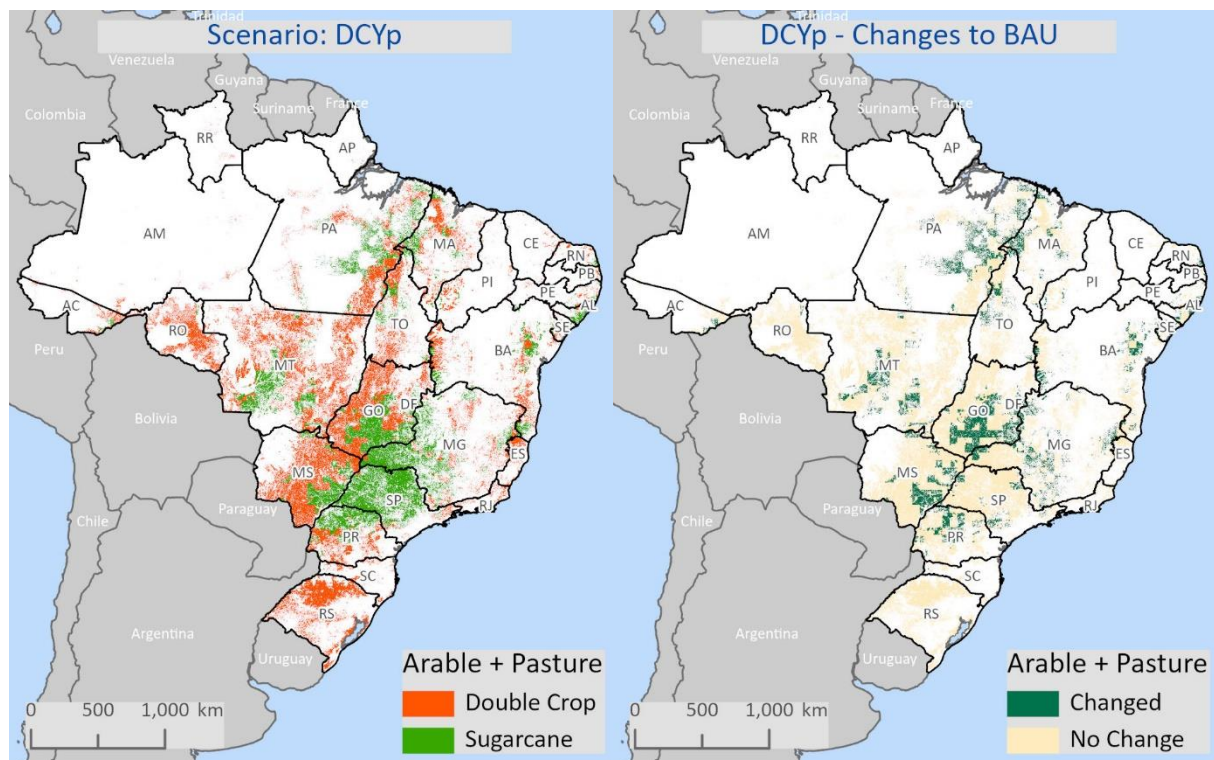 Scenario: DCYp
Trinidad
Venezuela
Guyana
Suriname
France
Colombia
RR
AP
AM
PA
MA
CE
RN
PB
PI
PE
AL
AC
SE
RO
TO
BA
Peru
MT
Bolivia
GO
DF
MG
MS
ES
SP
RJ
Paraguay
Chile
PR
SC
RS
Argentina
Uruguay
Arable + Pasture
Double Crop
Sugarcane
0 500 1,000 km
DCYp - Changes to BAU
Trinidad
Venezuela
Guyana
Suriname
France
Colombia
RR
AP
AM
PA
MA
CE
RN
PB
PI
PE
AL
AC
SE
RO
TO
BA
Peru
MT
Bolivia
GO
DF
MG
MS
ES
SP
RJ
Paraguay
Chile
PR
SC
RS
Argentina
Uruguay
Arable + Pasture
Changed
No Change
0 500 1,000 km